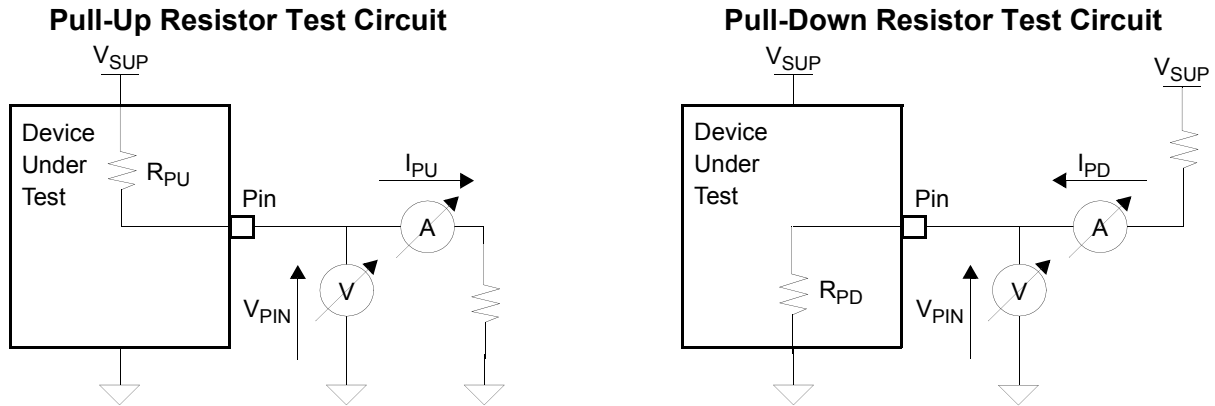 Pull-Up Resistor Test Circuit
V_SUP
Device
Under
Test
R_PU
I_PU
Pin
A
V
V_PIN
Pull-Down Resistor Test Circuit
V_SUP
V_SUP
Device
Under
Test
I_PD
Pin
A
R_PD
V
V_PIN